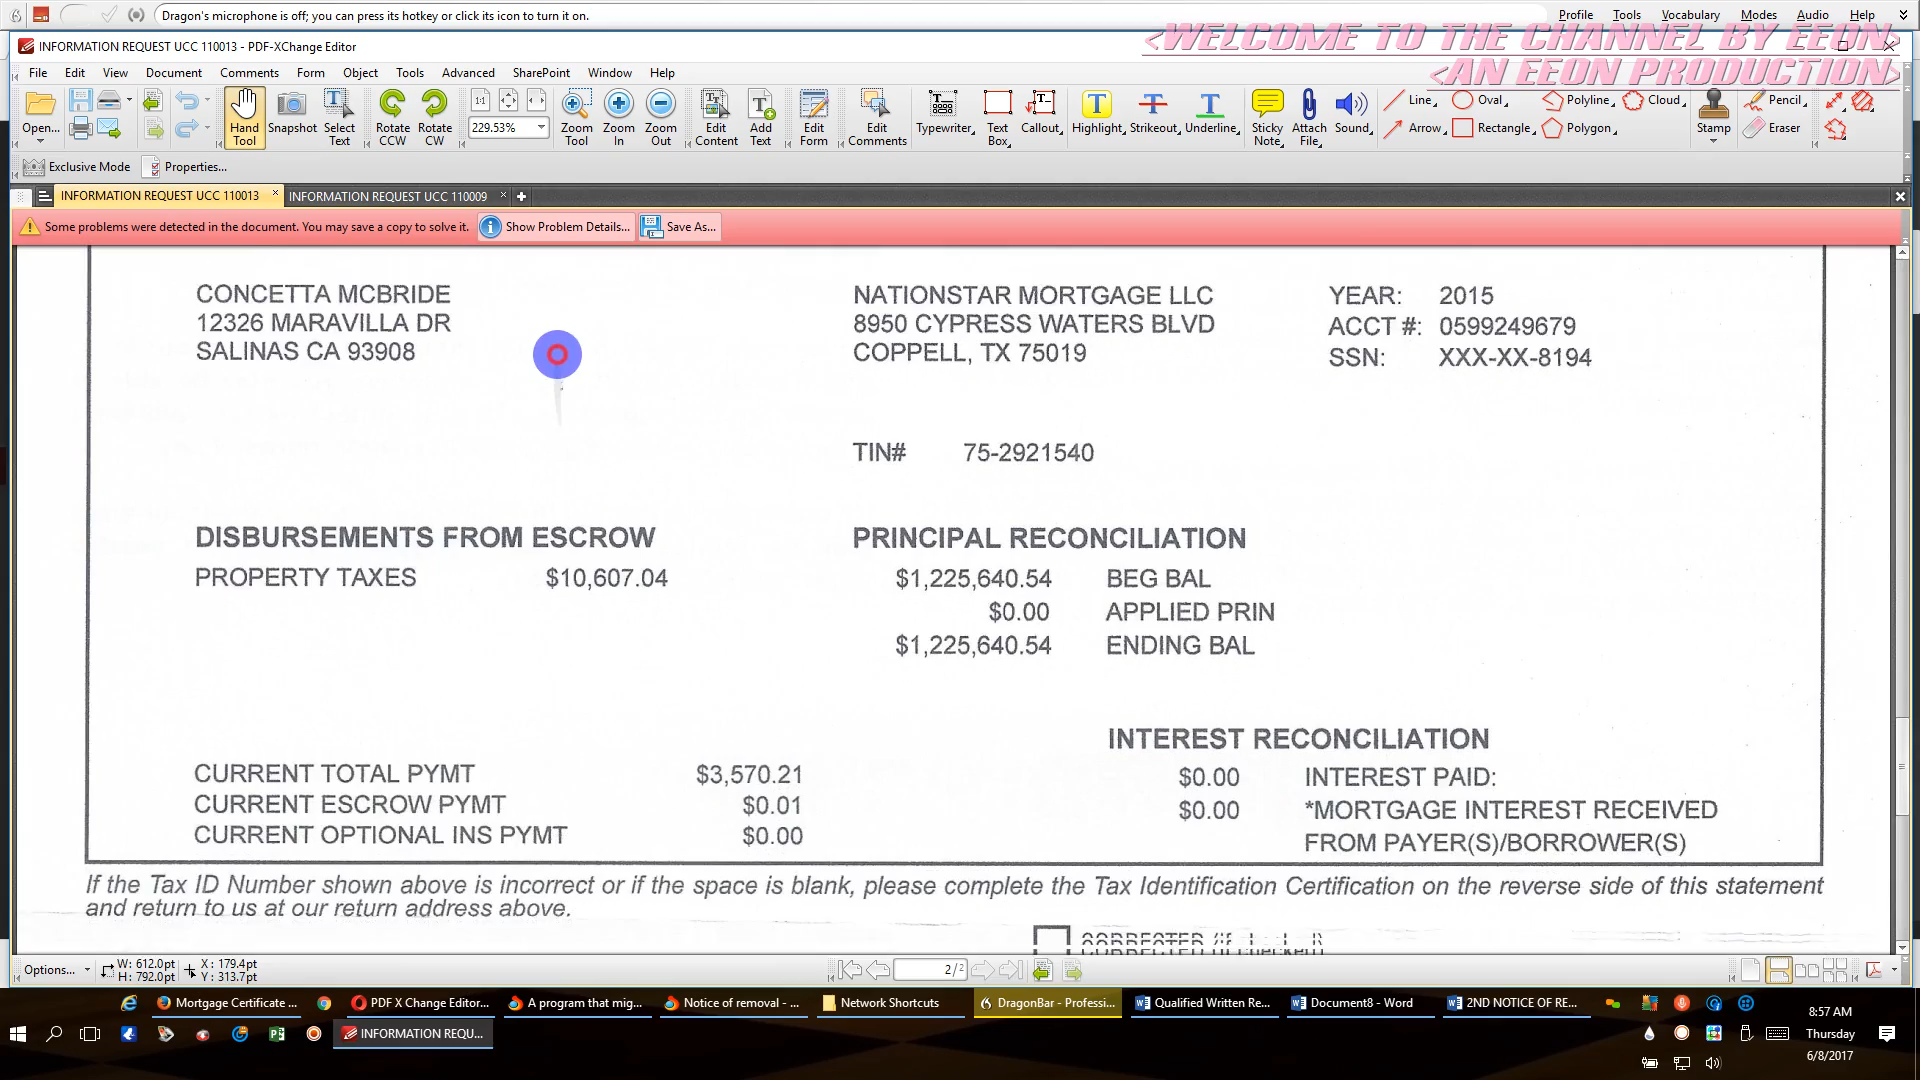 Dragon's microphone is off; you can press its hotkey or click its icon to turn it on.
Profile Tools Vocabulary Modes Audio Help
<WELCOME TO THE CHANNEL BY EEON>
<AN EEON PRODUCTION>
INFORMATION REQUEST UCC 110013 - PDF-XChange Editor
File Edit View Document Comments Form Object Tools Advanced SharePoint Window Help
Open... Hand Tool Snapshot Select Text Rotate CCW Rotate CW 229.53% Zoom Tool Zoom In Zoom Out Edit Content Add Text Edit Form Edit Comments Typewriter Text Box Callout Highlight Strikeout Underline Sticky Note Attach File Sound Line Arrow Oval Rectangle Polyline Polygon Cloud Stamp Pencil Eraser
Exclusive Mode Properties...
INFORMATION REQUEST UCC 110013 INFORMATION REQUEST UCC 110009
Some problems were detected in the document. You may save a copy to solve it. Show Problem Details... Save As...
CONCETTA MCBRIDE
12326 MARAVILLA DR
SALINAS CA 93908
NATIONSTAR MORTGAGE LLC
8950 CYPRESS WATERS BLVD
COPPELL, TX 75019
YEAR: 2015
ACCT #: 0599249679
SSN: XXX-XX-8194
TIN# 75-2921540
DISBURSEMENTS FROM ESCROW
PROPERTY TAXES $10,607.04
PRINCIPAL RECONCILIATION
$1,225,640.54 BEG BAL
$0.00 APPLIED PRIN
$1,225,640.54 ENDING BAL
CURRENT TOTAL PYMT $3,570.21
CURRENT ESCROW PYMT $0.01
CURRENT OPTIONAL INS PYMT $0.00
INTEREST RECONCILIATION
$0.00 INTEREST PAID:
$0.00 *MORTGAGE INTEREST RECEIVED
FROM PAYER(S)/BORROWER(S)
If the Tax ID Number shown above is incorrect or if the space is blank, please complete the Tax Identification Certification on the reverse side of this statement
and return to us at our return address above.
CORRECTED (if checked)
Options... W: 612.0pt H: 792.0pt X: 179.4pt Y: 313.7pt 2/2
Mortgage Certificate ... PDF X Change Editor... A program that mig... Notice of removal - ... Network Shortcuts DragonBar - Professi... Qualified Written Re... Document8 - Word 2ND NOTICE OF RE...
INFORMATION REQU...
8:57 AM
Thursday
6/8/2017